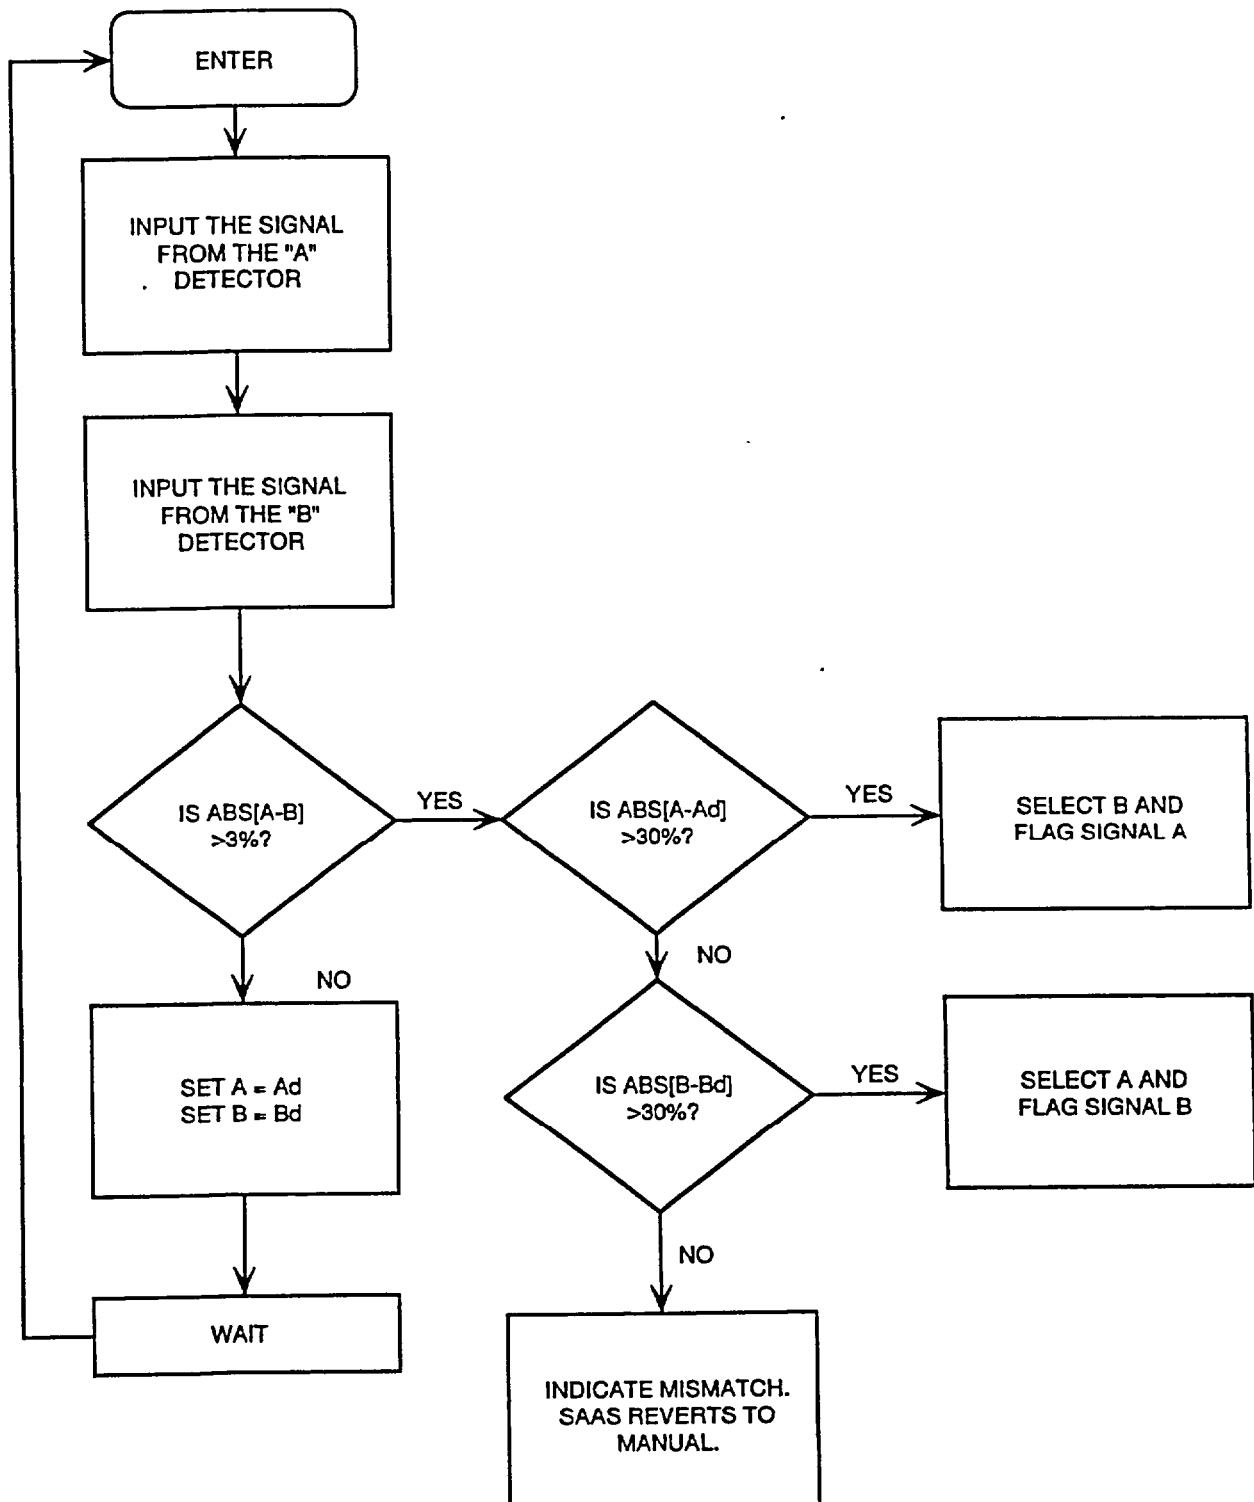 ENTER
INPUT THE SIGNAL
FROM THE "A"
DETECTOR
INPUT THE SIGNAL
FROM THE "B"
DETECTOR
IS ABS[A-B]
>3%?
YES
IS ABS[A-Ad]
>30%?
YES
SELECT B AND
FLAG SIGNAL A
NO
SET A = Ad
SET B = Bd
WAIT
NO
IS ABS[B-Bd]
>30%?
YES
SELECT A AND
FLAG SIGNAL B
NO
INDICATE MISMATCH.
SAAS REVERTS TO
MANUAL.